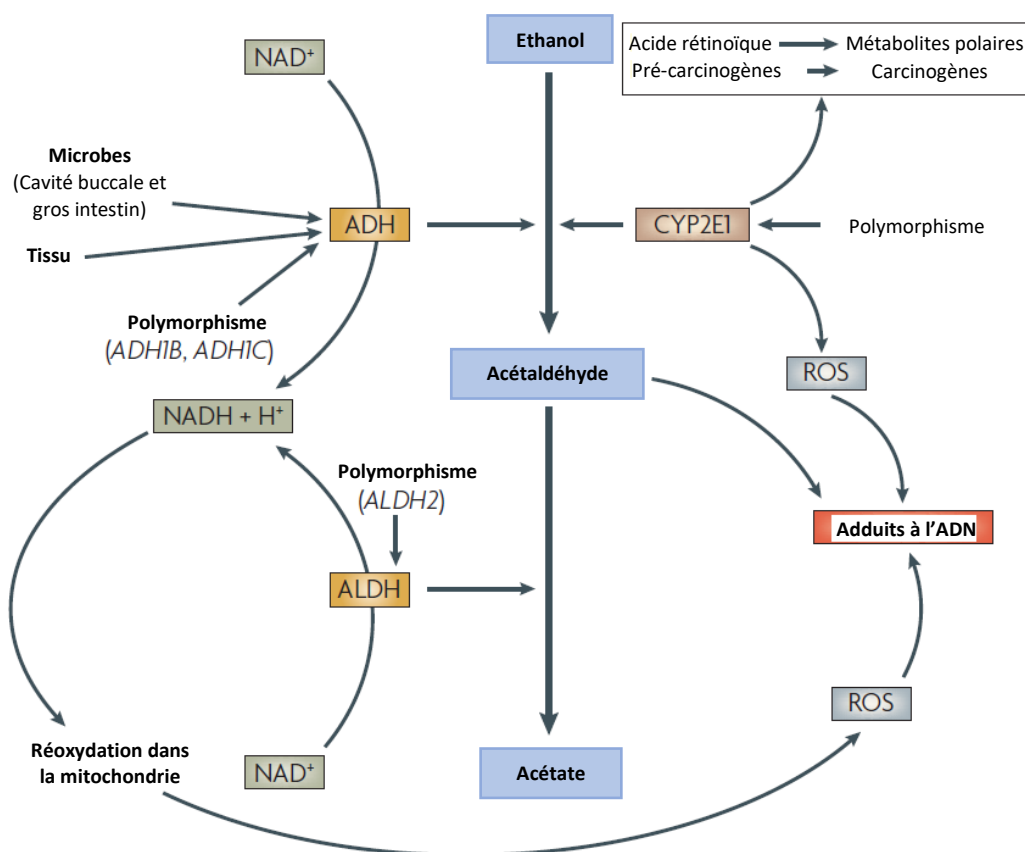 Ethanol
Acide rétinoïque Métabolites polaires
Pré-carcinogènes Carcinogènes
NAD+
Microbes
(Cavité buccale et
gros intestin)
ADH
CYP2E1
Polymorphisme
Tissu
Polymorphisme
(ADH1B, ADH1C)
Acétaldéhyde
ROS
NADH + H+
Polymorphisme
(ALDH2)
Adduits à l'ADN
ALDH
ROS
Réoxydation dans
la mitochondrie
NAD+
Acétate